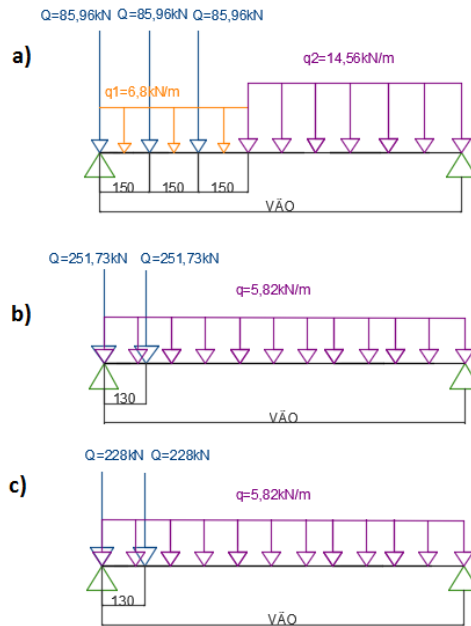 Q=85,96kN Q=85,96kN Q=85,96kN
a)
q2=14,56kN/m
q1=6,8kN/m
150 150 150
VÃO
Q=251,73kN Q=251,73kN
q=5,82kN/m
b)
130
VÃO
Q=228kN Q=228kN
c)
q=5,82kN/m
130
VÃO